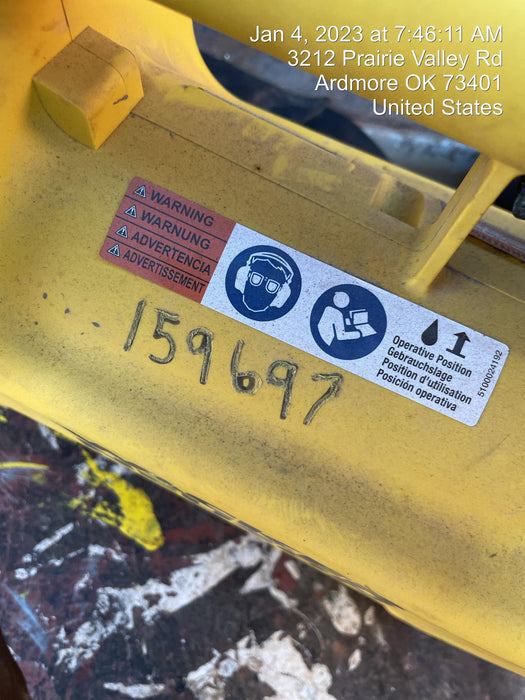 Jan 4, 2023 at 7:46:11 AM
3212 Prairie Valley Rd
Ardmore OK 73401
United States
WARNING
WARNUNG
ADVERTENCIA
ADVERTISSEMENT
Operative Position
Gebrauchslage
Position d'utilisation
Posición operativa
5100024192
159697